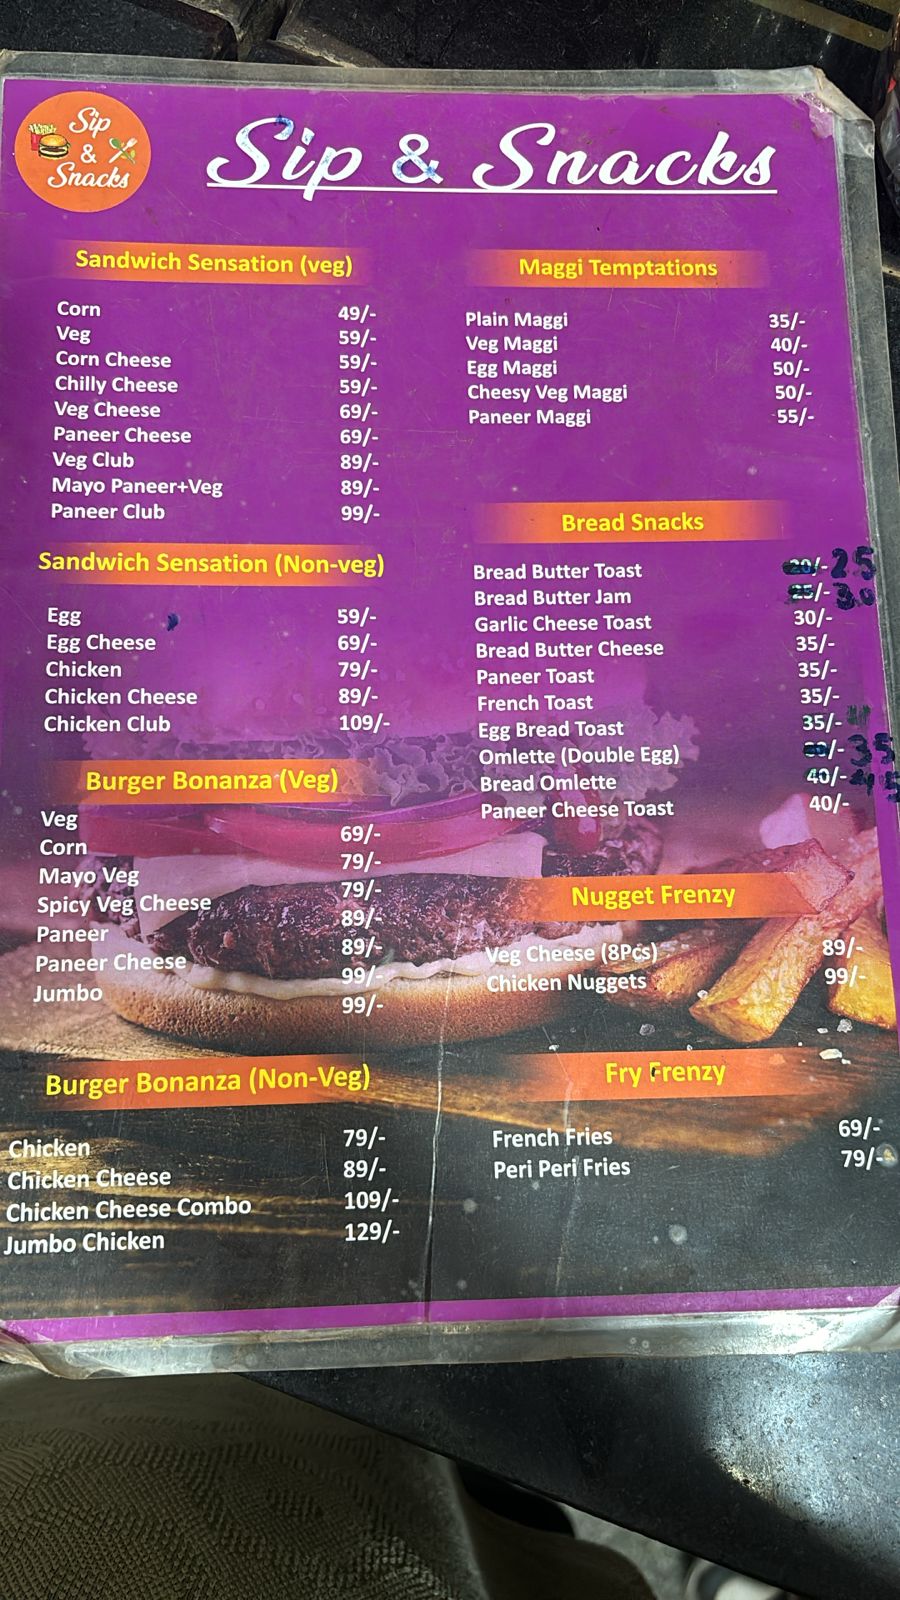 Sip
&
Snacks
Sip & Snacks
Sandwich Sensation (veg)
Corn 49/-
Veg 59/-
Corn Cheese 59/-
Chilly Cheese 59/-
Veg Cheese 69/-
Paneer Cheese 69/-
Veg Club 89/-
Mayo Paneer+Veg 89/-
Paneer Club 99/-
Sandwich Sensation (Non-veg)
Egg 59/-
Egg Cheese 69/-
Chicken 79/-
Chicken Cheese 89/-
Chicken Club 109/-
Burger Bonanza (Veg)
Veg 69/-
Corn 79/-
Mayo Veg 79/-
Spicy Veg Cheese 89/-
Paneer 89/-
Paneer Cheese 99/-
Jumbo 99/-
Burger Bonanza (Non-Veg)
Chicken 79/-
Chicken Cheese 89/-
Chicken Cheese Combo 109/-
Jumbo Chicken 129/-
Maggi Temptations
Plain Maggi 35/-
Veg Maggi 40/-
Egg Maggi 50/-
Cheesy Veg Maggi 50/-
Paneer Maggi 55/-
Bread Snacks
Bread Butter Toast 20/- 25
Bread Butter Jam 25/- 30
Garlic Cheese Toast 30/-
Bread Butter Cheese 35/-
Paneer Toast 35/-
French Toast 35/-
Egg Bread Toast 35/-
Omlette (Double Egg) /- 35
Bread Omlette 40/- 45
Paneer Cheese Toast 40/-
Nugget Frenzy
Veg Cheese (8Pcs) 89/-
Chicken Nuggets 99/-
Fry Frenzy
French Fries 69/-
Peri Peri Fries 79/-